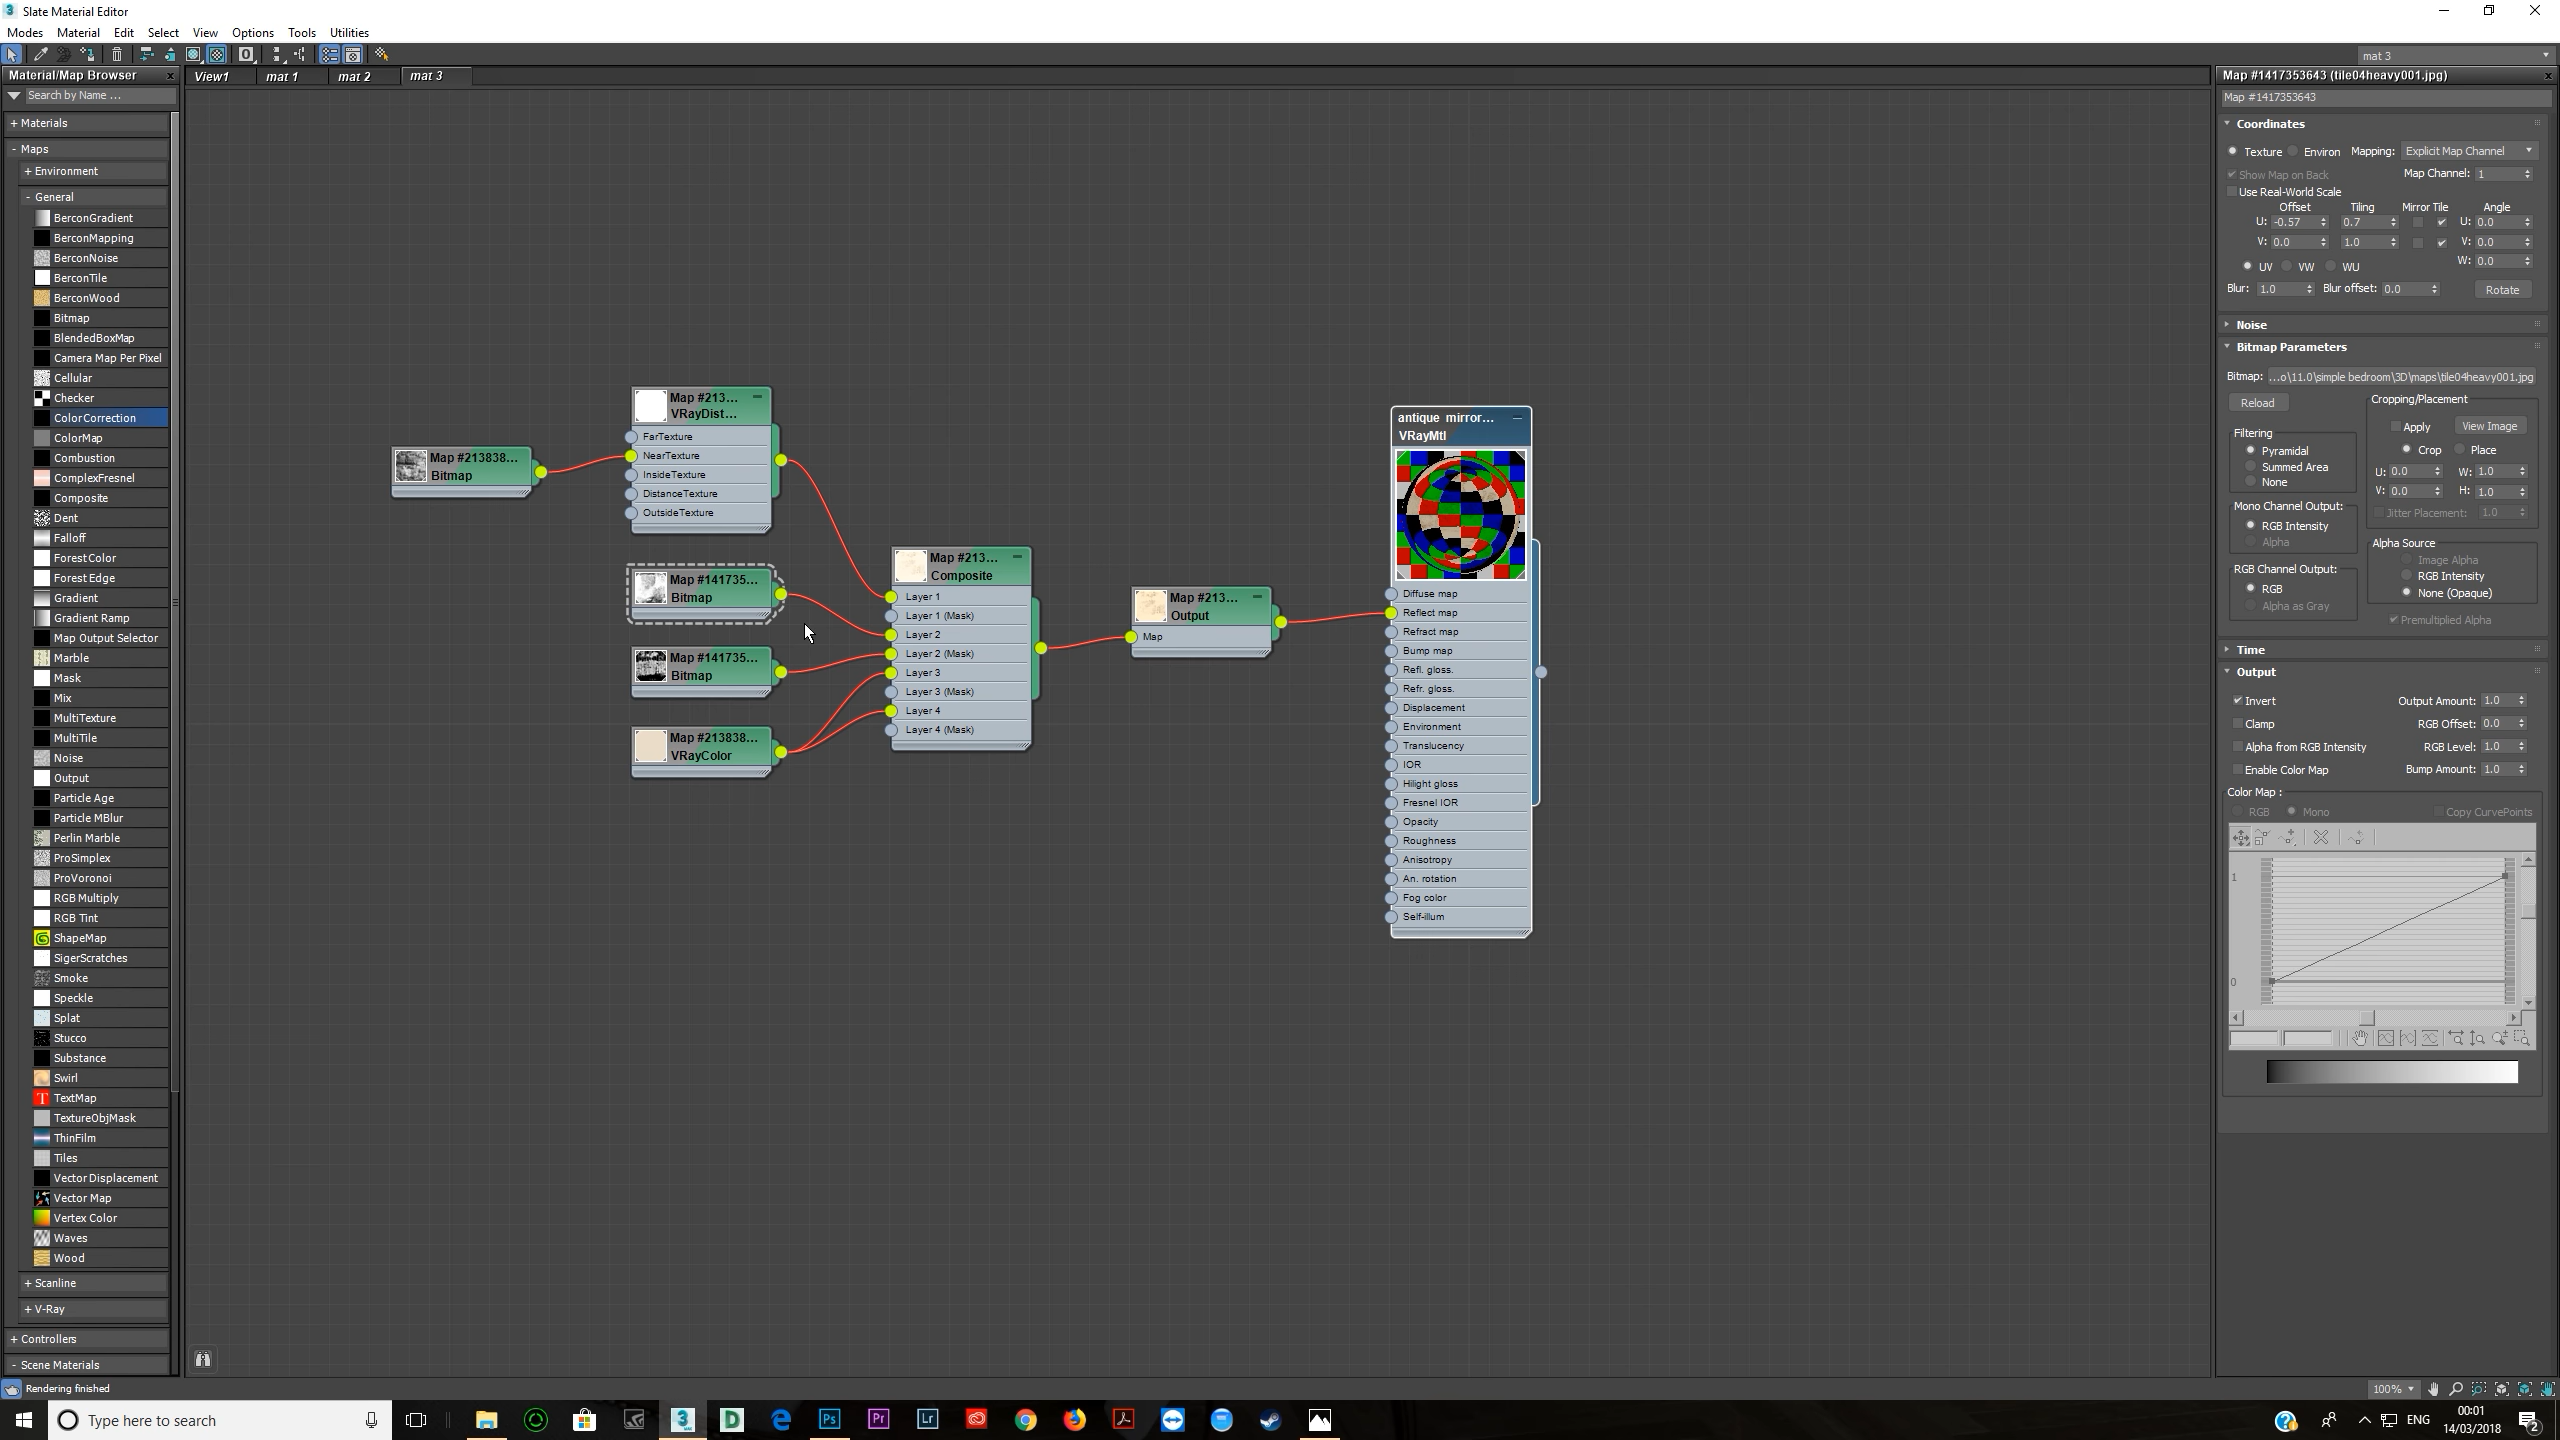 Slate Material Editor
Modes Material Edit Select View Options Tools Utilities
mat 3
Material/Map Browser
View1 mat 1 mat 2 mat 3
Search by Name ...
+ Materials
- Maps
+ Environment
- General
BerconGradient
BerconMapping
BerconNoise
BerconTile
BerconWood
Bitmap
BlendedBoxMap
Camera Map Per Pixel
Cellular
Checker
ColorCorrection
ColorMap
Combustion
ComplexFresnel
Composite
Dent
Falloff
ForestColor
Forest Edge
Gradient
Gradient Ramp
Map Output Selector
Marble
Mask
Mix
MultiTexture
MultiTile
Noise
Output
Particle Age
Particle MBlur
Perlin Marble
ProSimplex
ProVoronoi
RGB Multiply
RGB Tint
ShapeMap
SigerScratches
Smoke
Speckle
Splat
Stucco
Substance
Swirl
TextMap
TextureObjMask
ThinFilm
Tiles
Vector Displacement
Vector Map
Vertex Color
Waves
Wood
+ Scanline
+ V-Ray
+ Controllers
- Scene Materials
Map #213838...
Bitmap
Map #213...
VRayDist...
FarTexture
NearTexture
InsideTexture
DistanceTexture
OutsideTexture
Map #141735...
Bitmap
Map #141735...
Bitmap
Map #213838...
VRayColor
Map #213...
Composite
Layer 1
Layer 1 (Mask)
Layer 2
Layer 2 (Mask)
Layer 3
Layer 3 (Mask)
Layer 4
Layer 4 (Mask)
Map #213...
Output
Map
antique mirror...
VRayMtl
Diffuse map
Reflect map
Refract map
Bump map
Refl. gloss.
Refr. gloss.
Displacement
Environment
Translucency
IOR
Hilight gloss
Fresnel IOR
Opacity
Roughness
Anisotropy
An. rotation
Fog color
Self-illum
Map #1417353643 (tile04heavy001.jpg)
Map #1417353643
Coordinates
Texture Environ Mapping: Explicit Map Channel
Show Map on Back Map Channel: 1
Use Real-World Scale
Offset Tiling Mirror Tile Angle
U: -0.57 0.7 U: 0.0
V: 0.0 1.0 V: 0.0
UV VW WU W: 0.0
Blur: 1.0 Blur offset: 0.0 Rotate
Noise
Bitmap Parameters
Bitmap: ...o\11.0\simple bedroom\3D\maps\tile04heavy001.jpg
Reload
Cropping/Placement
Apply View Image
Crop Place
U: 0.0 W: 1.0
V: 0.0 H: 1.0
Jitter Placement: 1.0
Filtering
Pyramidal
Summed Area
None
Mono Channel Output:
RGB Intensity
Alpha
RGB Channel Output:
RGB
Alpha as Gray
Alpha Source
Image Alpha
RGB Intensity
None (Opaque)
Premultiplied Alpha
Time
Output
Invert Output Amount: 1.0
Clamp RGB Offset: 0.0
Alpha from RGB Intensity RGB Level: 1.0
Enable Color Map Bump Amount: 1.0
Color Map :
RGB Mono Copy CurvePoints
1
0
Rendering finished
100%
Type here to search
3
D
Ps
Pr
Lr
ENG
00:01
14/03/2018
2